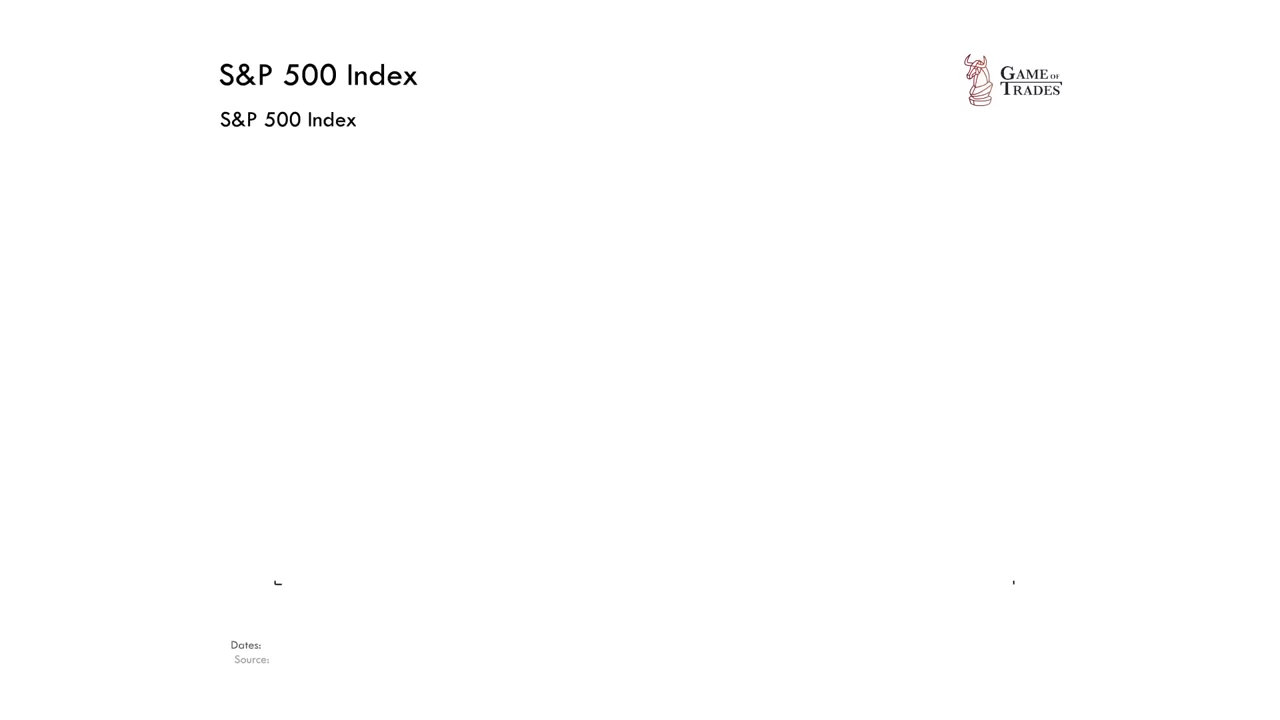 S&P 500 Index
GAME OF
TRADES
S&P 500 Index
Dates:
Source: